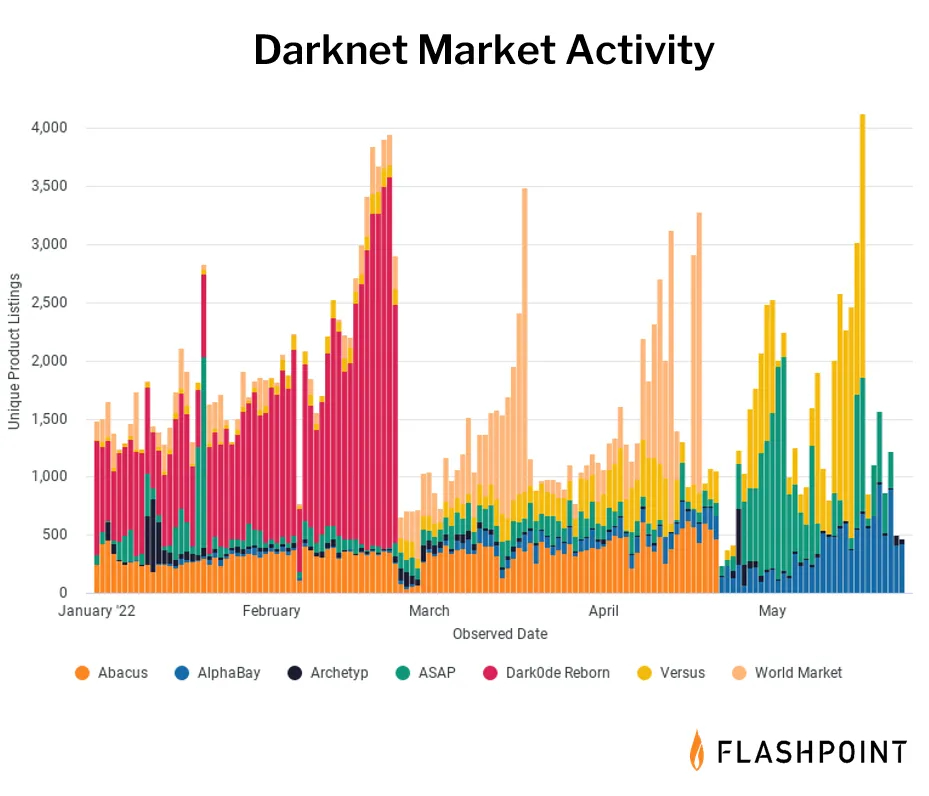 Darknet Market Activity
4,000
3,500
3,000
2,500
2,000
1,500
1,000
500
0
Unique Product Listings
January '22 February March April May
Observed Date
Abacus AlphaBay Archetyp ASAP Dark0de Reborn Versus World Market
FLASHPOINT